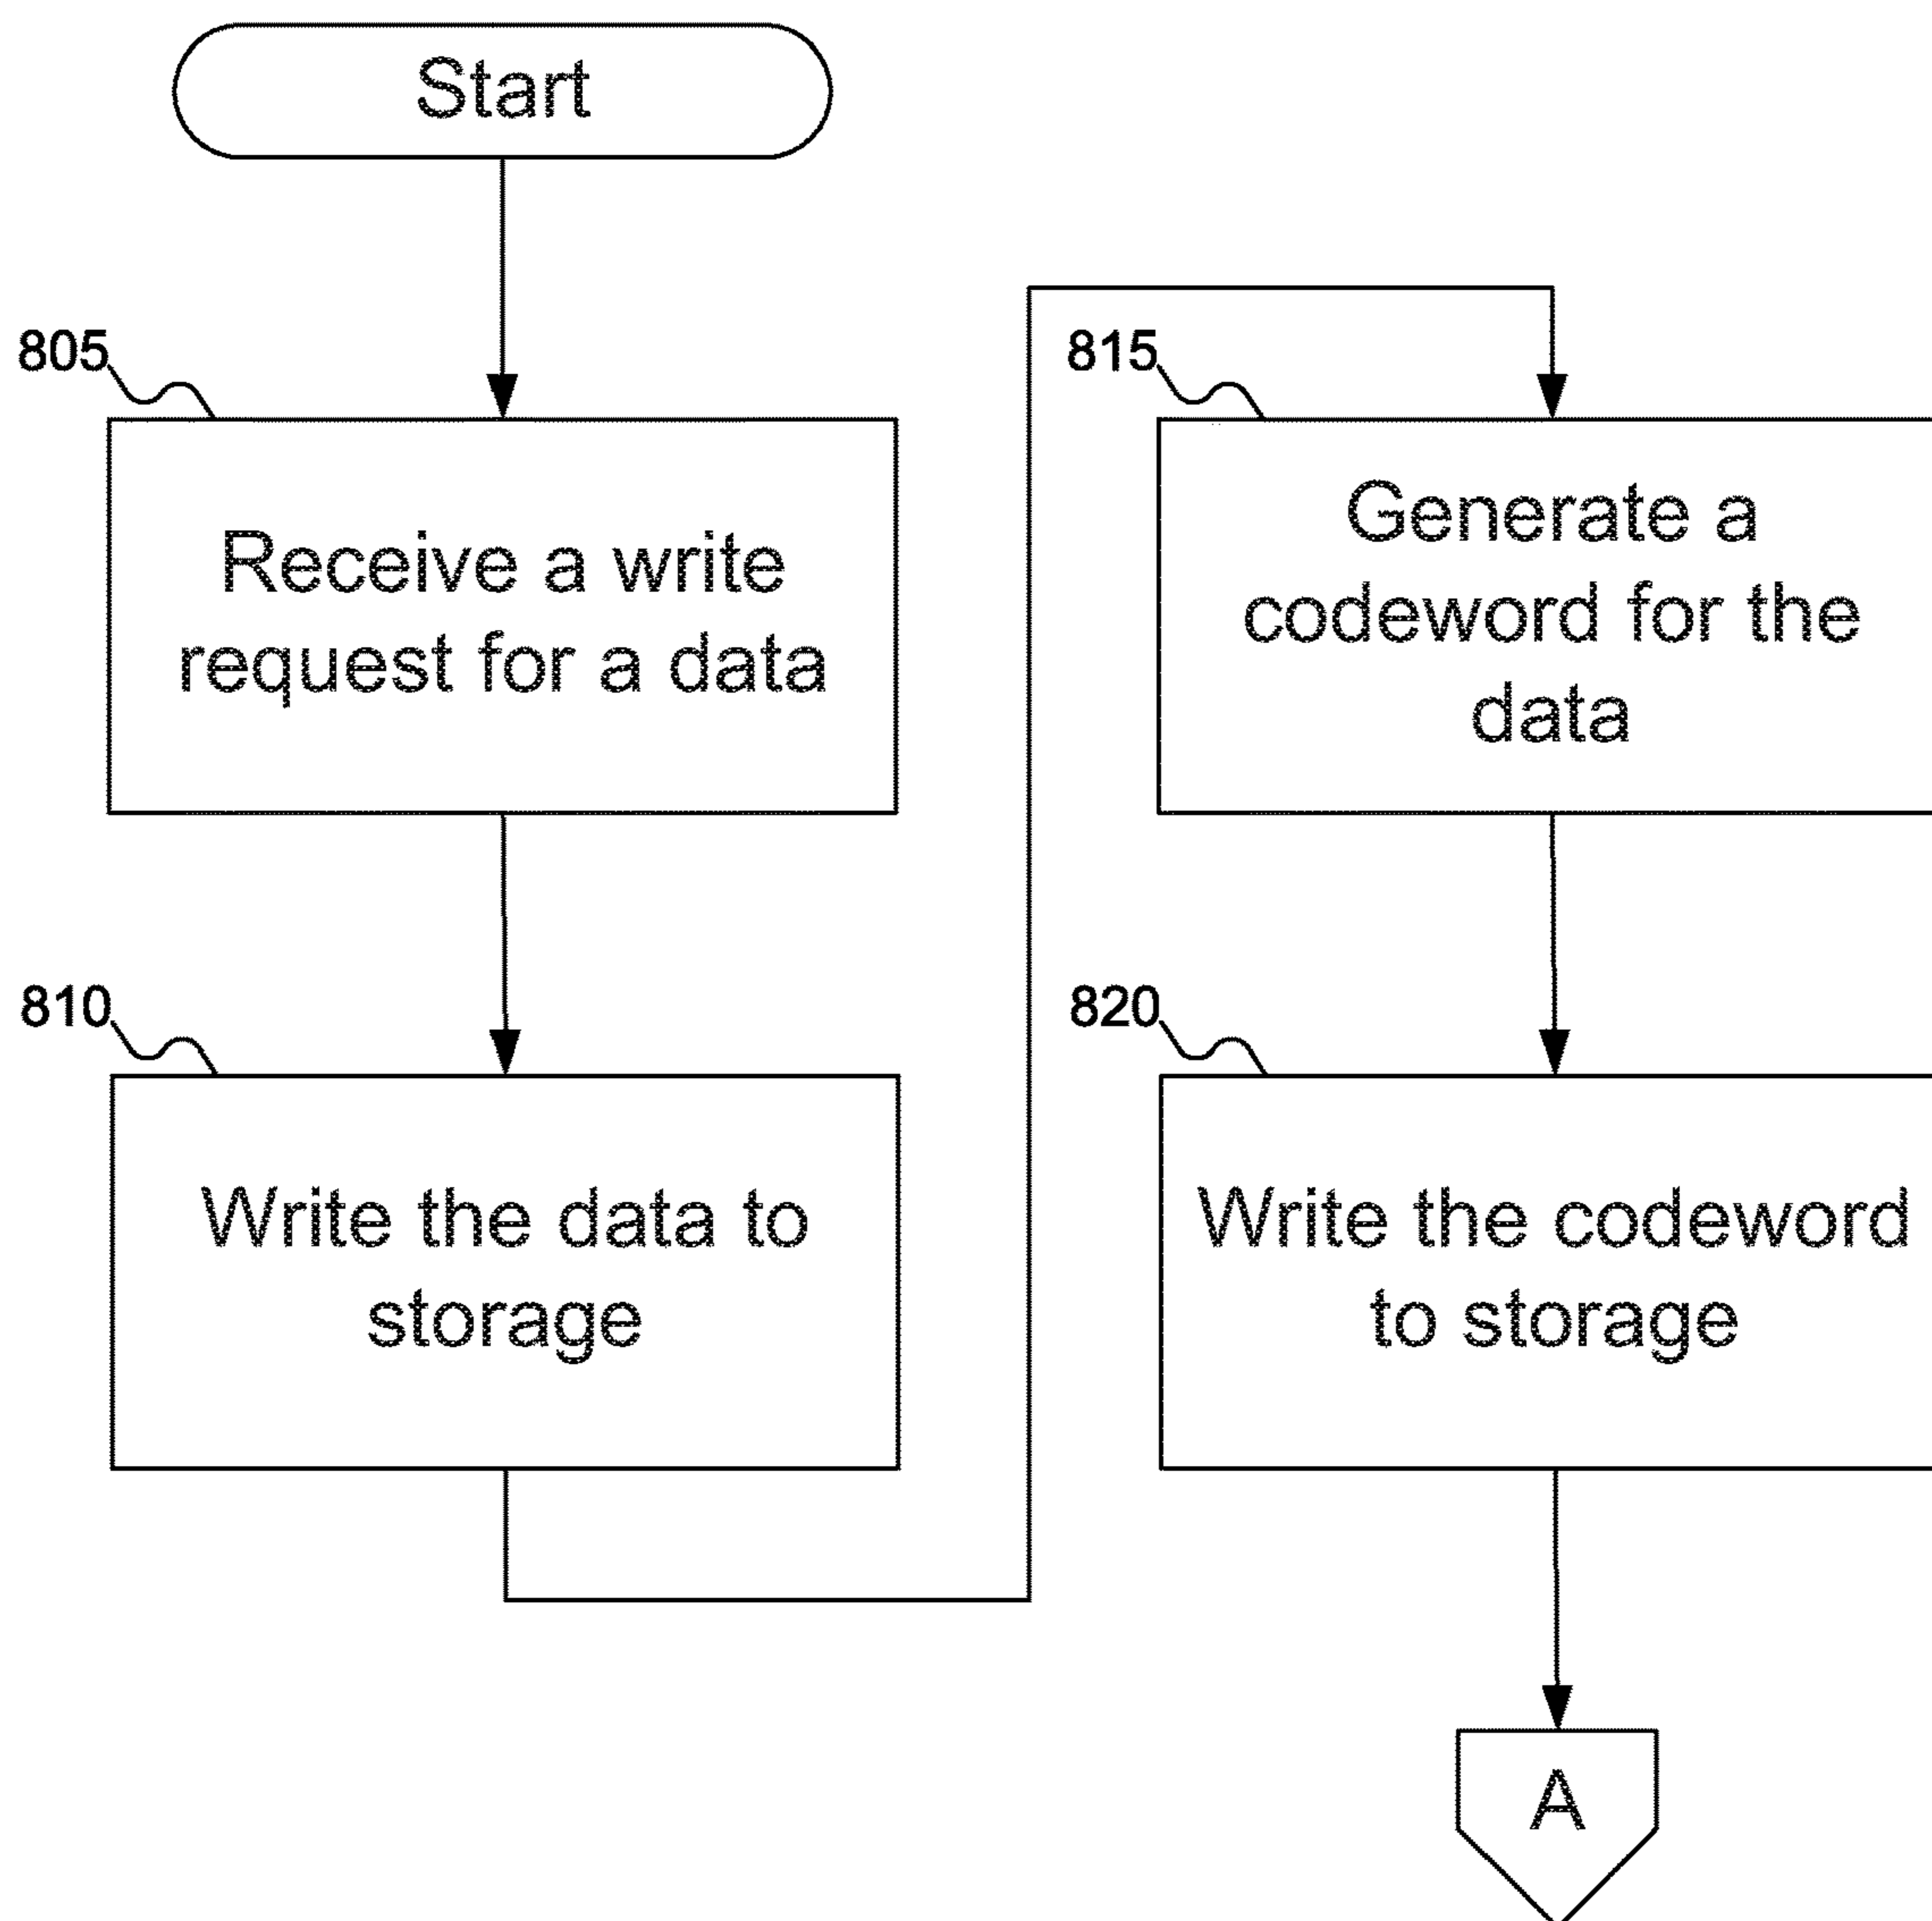 Start
805
Receive a write
request for a data
810
Write the data to
storage
815
Generate a
codeword for the
data
820
Write the codeword
to storage
A